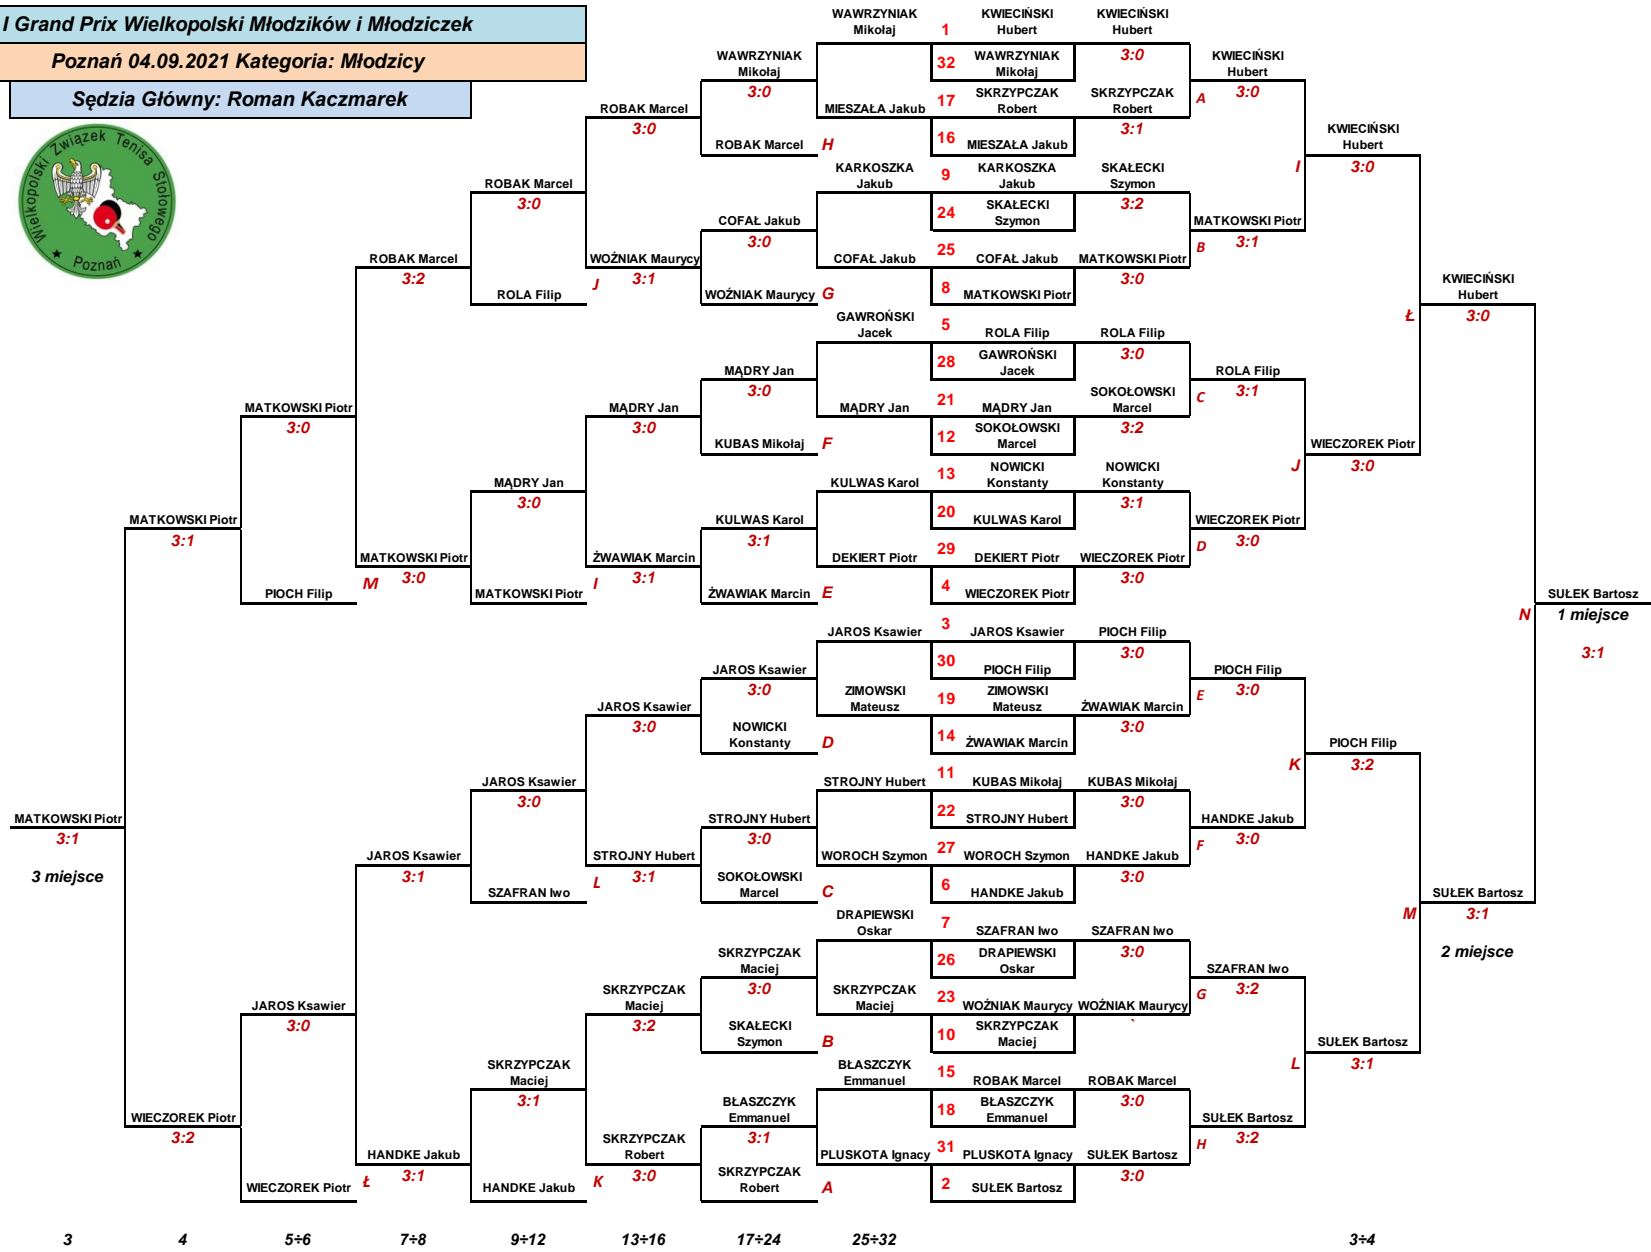 I Grand Prix Wielkopolski Młodzików i Młodziczek
Poznań 04.09.2021 Kategoria: Młodzicy
Sędzia Główny: Roman Kaczmarek
Wielkopolski Związek Tenisa Stołowego
★ Poznań ★
MATKOWSKI Piotr
3:1
3 miejsce
MATKOWSKI Piotr
3:1
WIECZOREK Piotr
3:2
MATKOWSKI Piotr
3:0
PIOCH Filip
JAROS Ksawier
3:0
WIECZOREK Piotr
ROBAK Marcel
3:2
MATKOWSKI Piotr
M 3:0
JAROS Ksawier
3:1
HANDKE Jakub
Ł 3:1
ROBAK Marcel
3:0
ROLA Filip
MĄDRY Jan
3:0
MATKOWSKI Piotr
JAROS Ksawier
3:0
SZAFRAN Iwo
SKRZYPCZAK
Maciej
3:1
HANDKE Jakub
ROBAK Marcel
3:0
WOŹNIAK Maurycy
J 3:1
MĄDRY Jan
3:0
ŻWAWIAK Marcin
I 3:1
JAROS Ksawier
3:0
STROJNY Hubert
L 3:1
SKRZYPCZAK
Maciej
3:2
SKRZYPCZAK
Robert
K 3:0
WAWRZYNIAK
Mikołaj
3:0
ROBAK Marcel H
COFAŁ Jakub
3:0
WOŹNIAK Maurycy G
MĄDRY Jan
3:0
KUBAS Mikołaj F
KULWAS Karol
3:1
ŻWAWIAK Marcin E
JAROS Ksawier
3:0
NOWICKI
Konstanty D
STROJNY Hubert
3:0
SOKOŁOWSKI
Marcel C
SKRZYPCZAK
Maciej
3:0
SKAŁECKI
Szymon B
BŁASZCZYK
Emmanuel
3:1
SKRZYPCZAK
Robert A
WAWRZYNIAK
Mikołaj
MIESZAŁA Jakub
KARKOSZKA
Jakub
COFAŁ Jakub
GAWROŃSKI
Jacek
MĄDRY Jan
KULWAS Karol
DEKIERT Piotr
JAROS Ksawier
ZIMOWSKI
Mateusz
STROJNY Hubert
WOROCH Szymon
DRAPIEWSKI
Oskar
SKRZYPCZAK
Maciej
BŁASZCZYK
Emmanuel
PLUSKOTA Ignacy
1 KWIECIŃSKI
Hubert
32 WAWRZYNIAK
Mikołaj
17 SKRZYPCZAK
Robert
16 MIESZAŁA Jakub
9 KARKOSZKA
Jakub
24 SKAŁECKI
Szymon
25 COFAŁ Jakub
8 MATKOWSKI Piotr
5 ROLA Filip
28 GAWROŃSKI
Jacek
21 MĄDRY Jan
12 SOKOŁOWSKI
Marcel
13 NOWICKI
Konstanty
20 KULWAS Karol
29 DEKIERT Piotr
4 WIECZOREK Piotr
3 JAROS Ksawier
30 PIOCH Filip
19 ZIMOWSKI
Mateusz
14 ŻWAWIAK Marcin
11 KUBAS Mikołaj
22 STROJNY Hubert
27 WOROCH Szymon
6 HANDKE Jakub
7 SZAFRAN Iwo
26 DRAPIEWSKI
Oskar
23 WOŹNIAK Maurycy
10 SKRZYPCZAK
Maciej
15 ROBAK Marcel
18 BŁASZCZYK
Emmanuel
31 PLUSKOTA Ignacy
2 SUŁEK Bartosz
KWIECIŃSKI
Hubert
3:0
SKRZYPCZAK
Robert
3:1
SKAŁECKI
Szymon
3:2
MATKOWSKI Piotr
3:0
ROLA Filip
3:0
SOKOŁOWSKI
Marcel
3:2
NOWICKI
Konstanty
3:1
WIECZOREK Piotr
3:0
PIOCH Filip
3:0
ŻWAWIAK Marcin
3:0
KUBAS Mikołaj
3:0
HANDKE Jakub
3:0
SZAFRAN Iwo
3:0
WOŹNIAK Maurycy
`
ROBAK Marcel
3:0
SUŁEK Bartosz
3:0
KWIECIŃSKI
Hubert
A 3:0
MATKOWSKI Piotr
B 3:1
ROLA Filip
C 3:1
WIECZOREK Piotr
D 3:0
PIOCH Filip
E 3:0
HANDKE Jakub
F 3:0
SZAFRAN Iwo
G 3:2
SUŁEK Bartosz
H 3:2
KWIECIŃSKI
Hubert
I 3:0
WIECZOREK Piotr
J 3:0
PIOCH Filip
K 3:2
SUŁEK Bartosz
L 3:1
KWIECIŃSKI
Hubert
Ł 3:0
SUŁEK Bartosz
M 3:1
2 miejsce
SUŁEK Bartosz
N 1 miejsce
3:1
3 4 5÷6 7÷8 9÷12 13÷16 17÷24 25÷32 3÷4